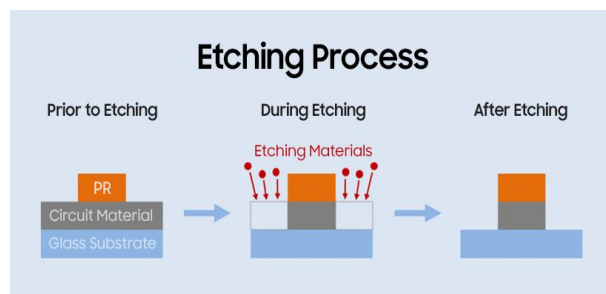 Etching Process
Prior to Etching
During Etching
After Etching
Etching Materials
PR
Circuit Material
Glass Substrate